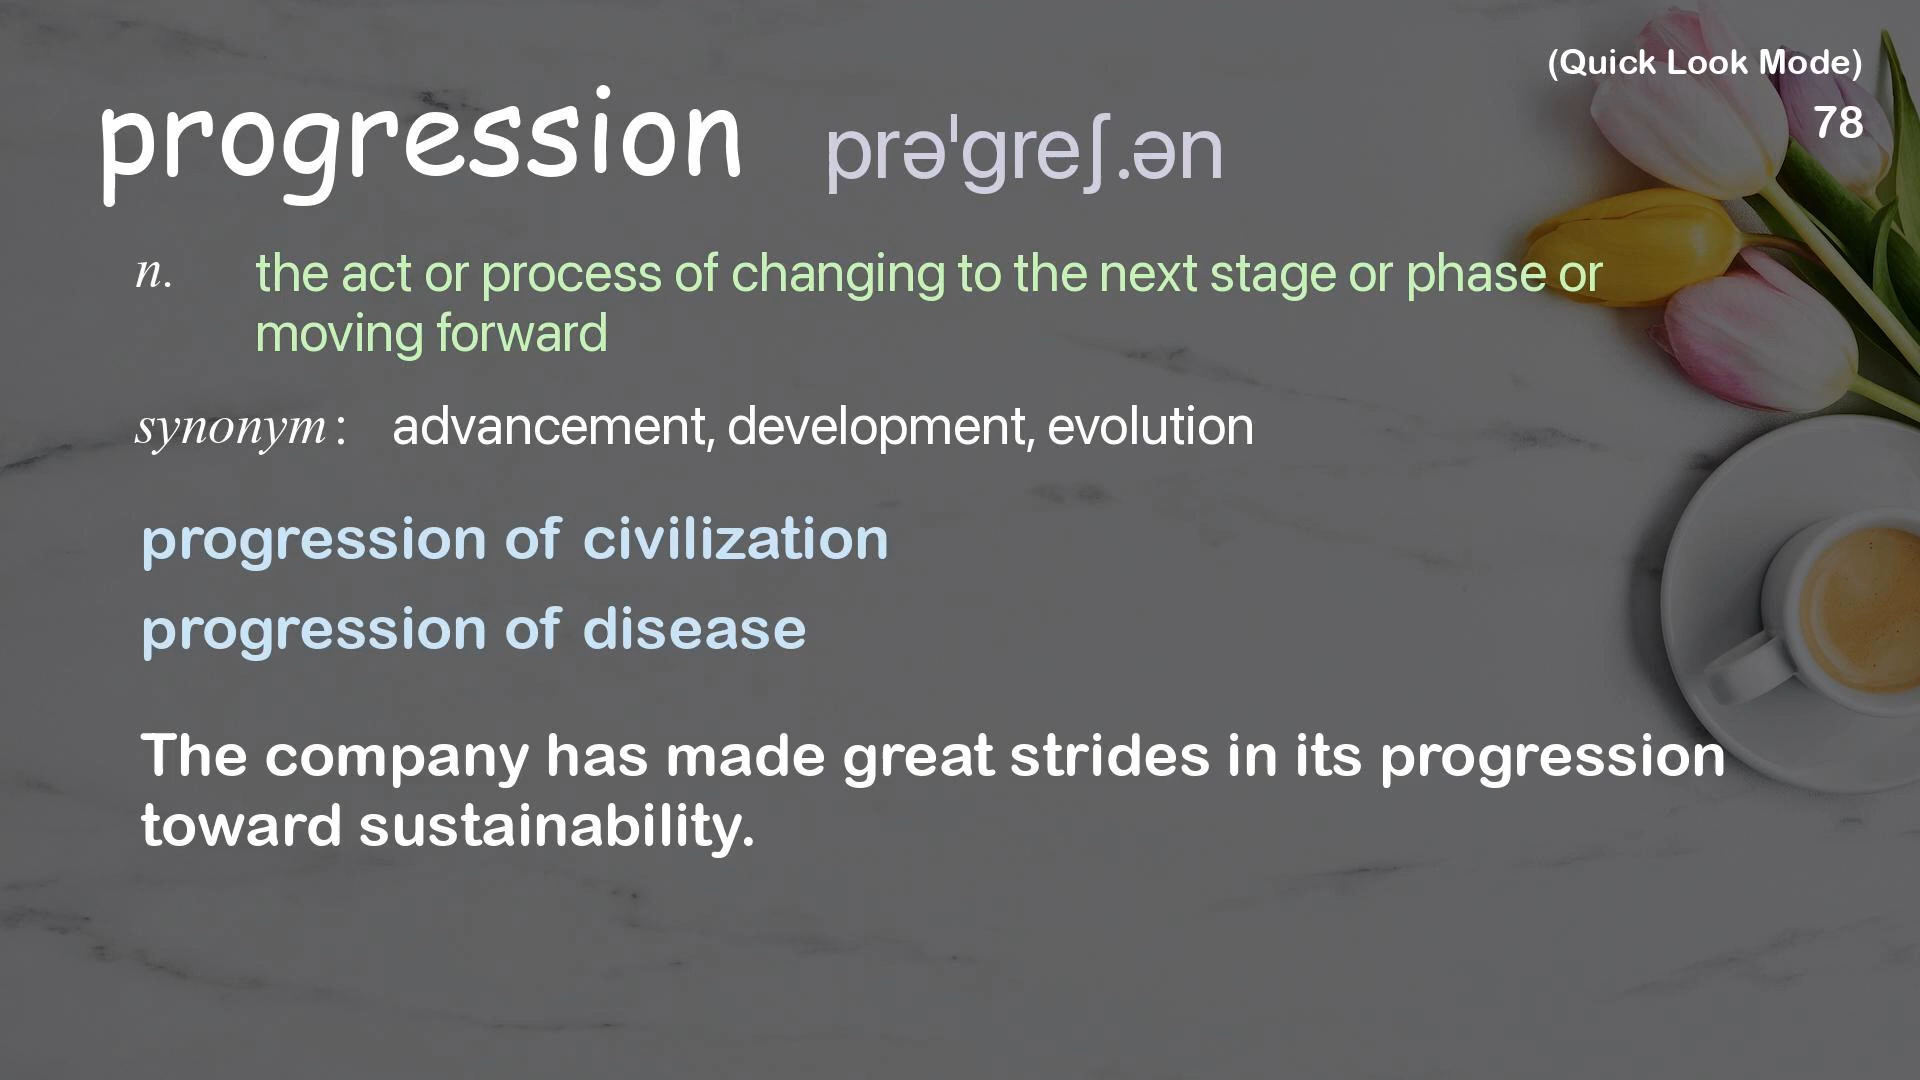 (Quick Look Mode)
78
progression prəˈgreʃ.ən
n. the act or process of changing to the next stage or phase or
moving forward
synonym: advancement, development, evolution
progression of civilization
progression of disease
The company has made great strides in its progression
toward sustainability.